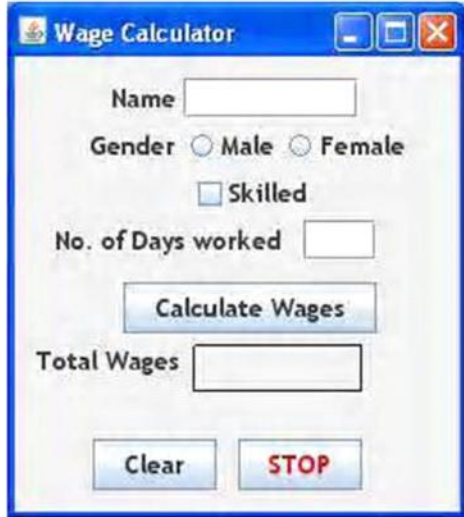 Wage Calculator
Name
Gender Male Female
Skilled
No. of Days worked
Calculate Wages
Total Wages
Clear STOP